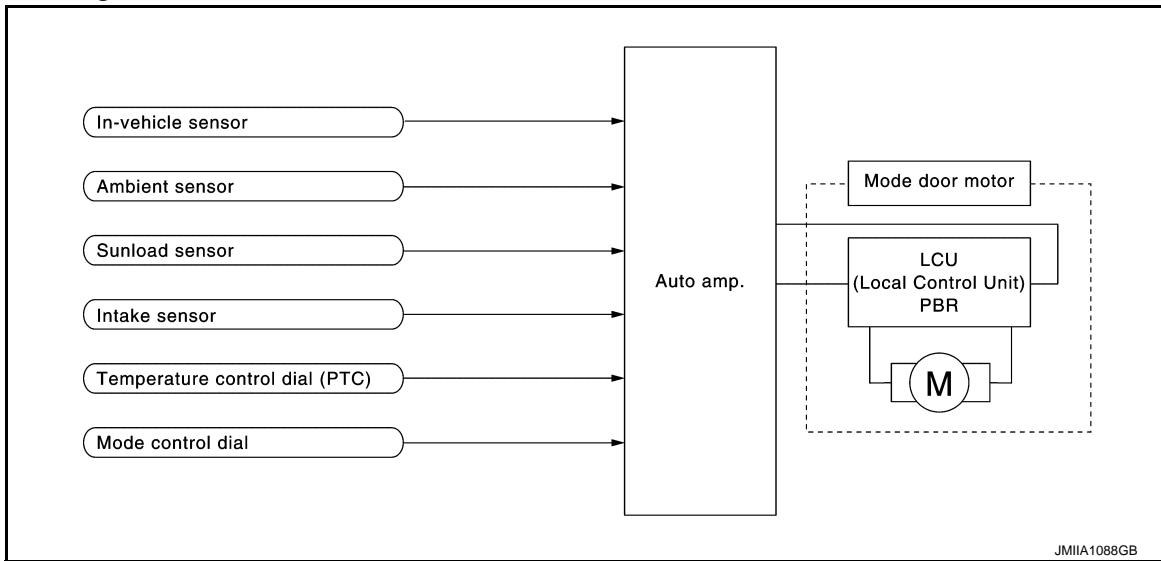 In-vehicle sensor
Ambient sensor
Sunload sensor
Intake sensor
Temperature control dial (PTC)
Mode control dial
Auto amp.
Mode door motor
LCU
(Local Control Unit)
PBR
M
JMIIA1088GB